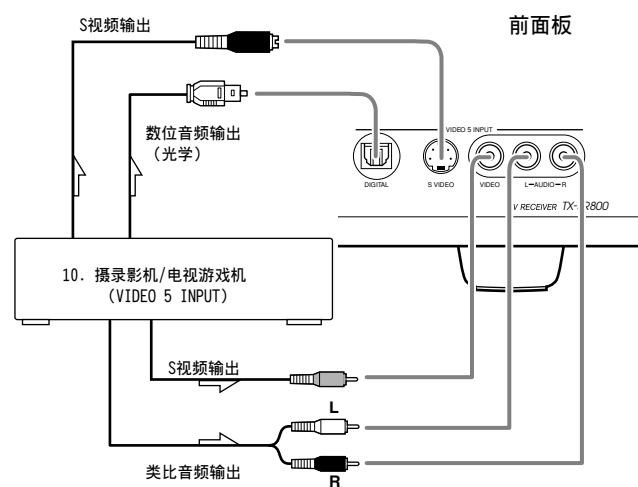 S视频输出
前面板
数位音频输出
（光学）
VIDEO 5 INPUT
DIGITAL
S VIDEO
VIDEO
L AUDIO R
RECEIVER TX- R800
10. 摄录影机/电视游戏机
(VIDEO 5 INPUT)
S视频输出
L
类比音频输出
R